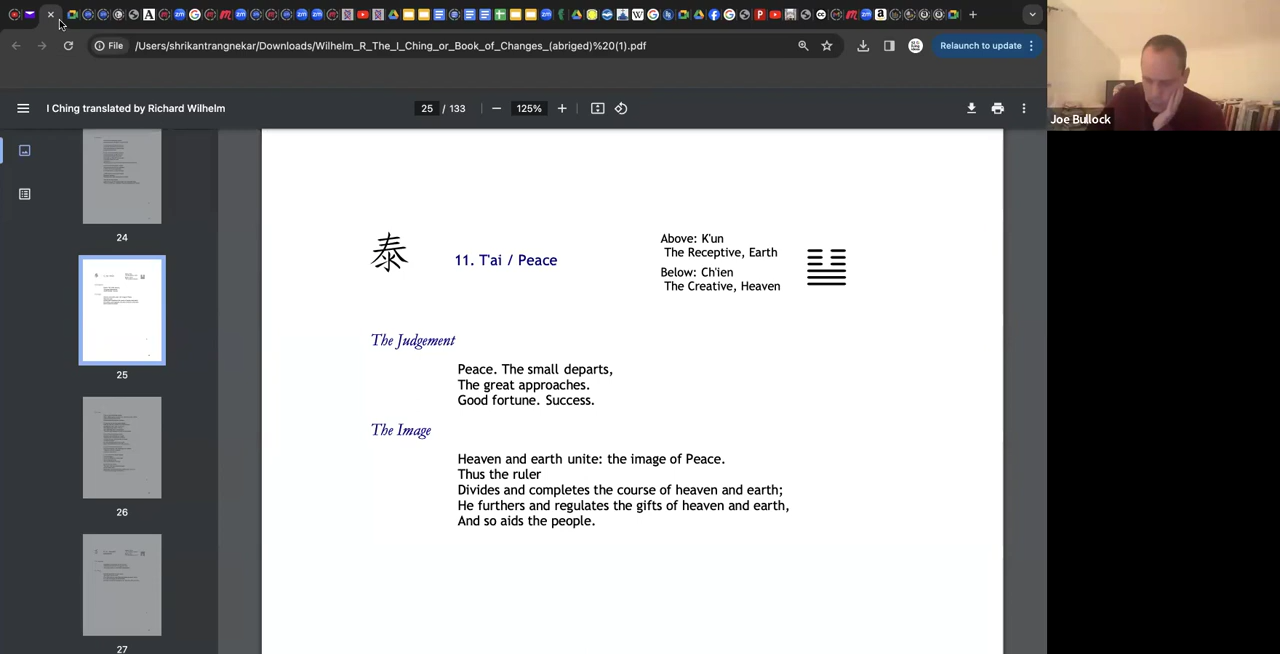 File
/Users/shrikantrangnekar/Downloads/Wilhelm_R_The_I_Ching_or_Book_of_Changes_(abriged)%20(1).pdf
Relaunch to update
I Ching translated by Richard Wilhelm
25 / 133
125%
Joe Bullock
24
25
26
27
泰
11. T'ai / Peace
Above: K'un
The Receptive, Earth
Below: Ch'ien
The Creative, Heaven
The Judgement
Peace. The small departs,
The great approaches.
Good fortune. Success.
The Image
Heaven and earth unite: the image of Peace.
Thus the ruler
Divides and completes the course of heaven and earth;
He furthers and regulates the gifts of heaven and earth,
And so aids the people.